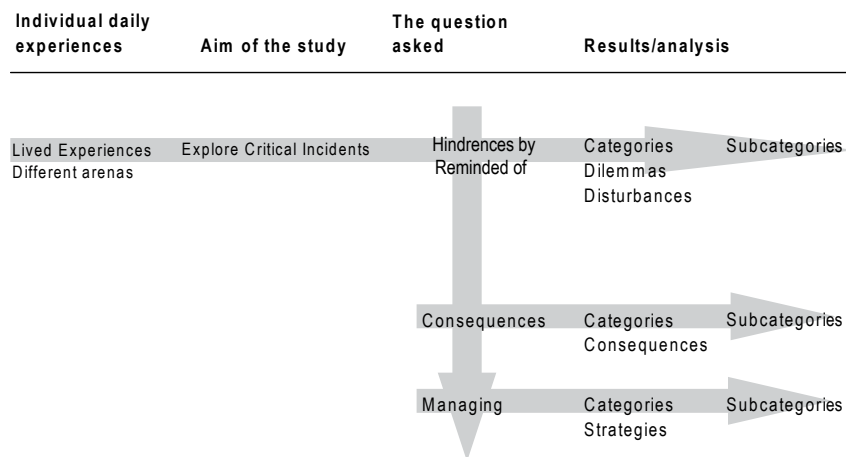 Individual daily experiences
Aim of the study
The question asked
Results/analysis
Lived Experiences
Different arenas
Explore Critical Incidents
Hindrences by
Reminded of
Categories
Dilemmas
Disturbances
Subcategories
Consequences
Categories
Consequences
Subcategories
Managing
Categories
Strategies
Subcategories